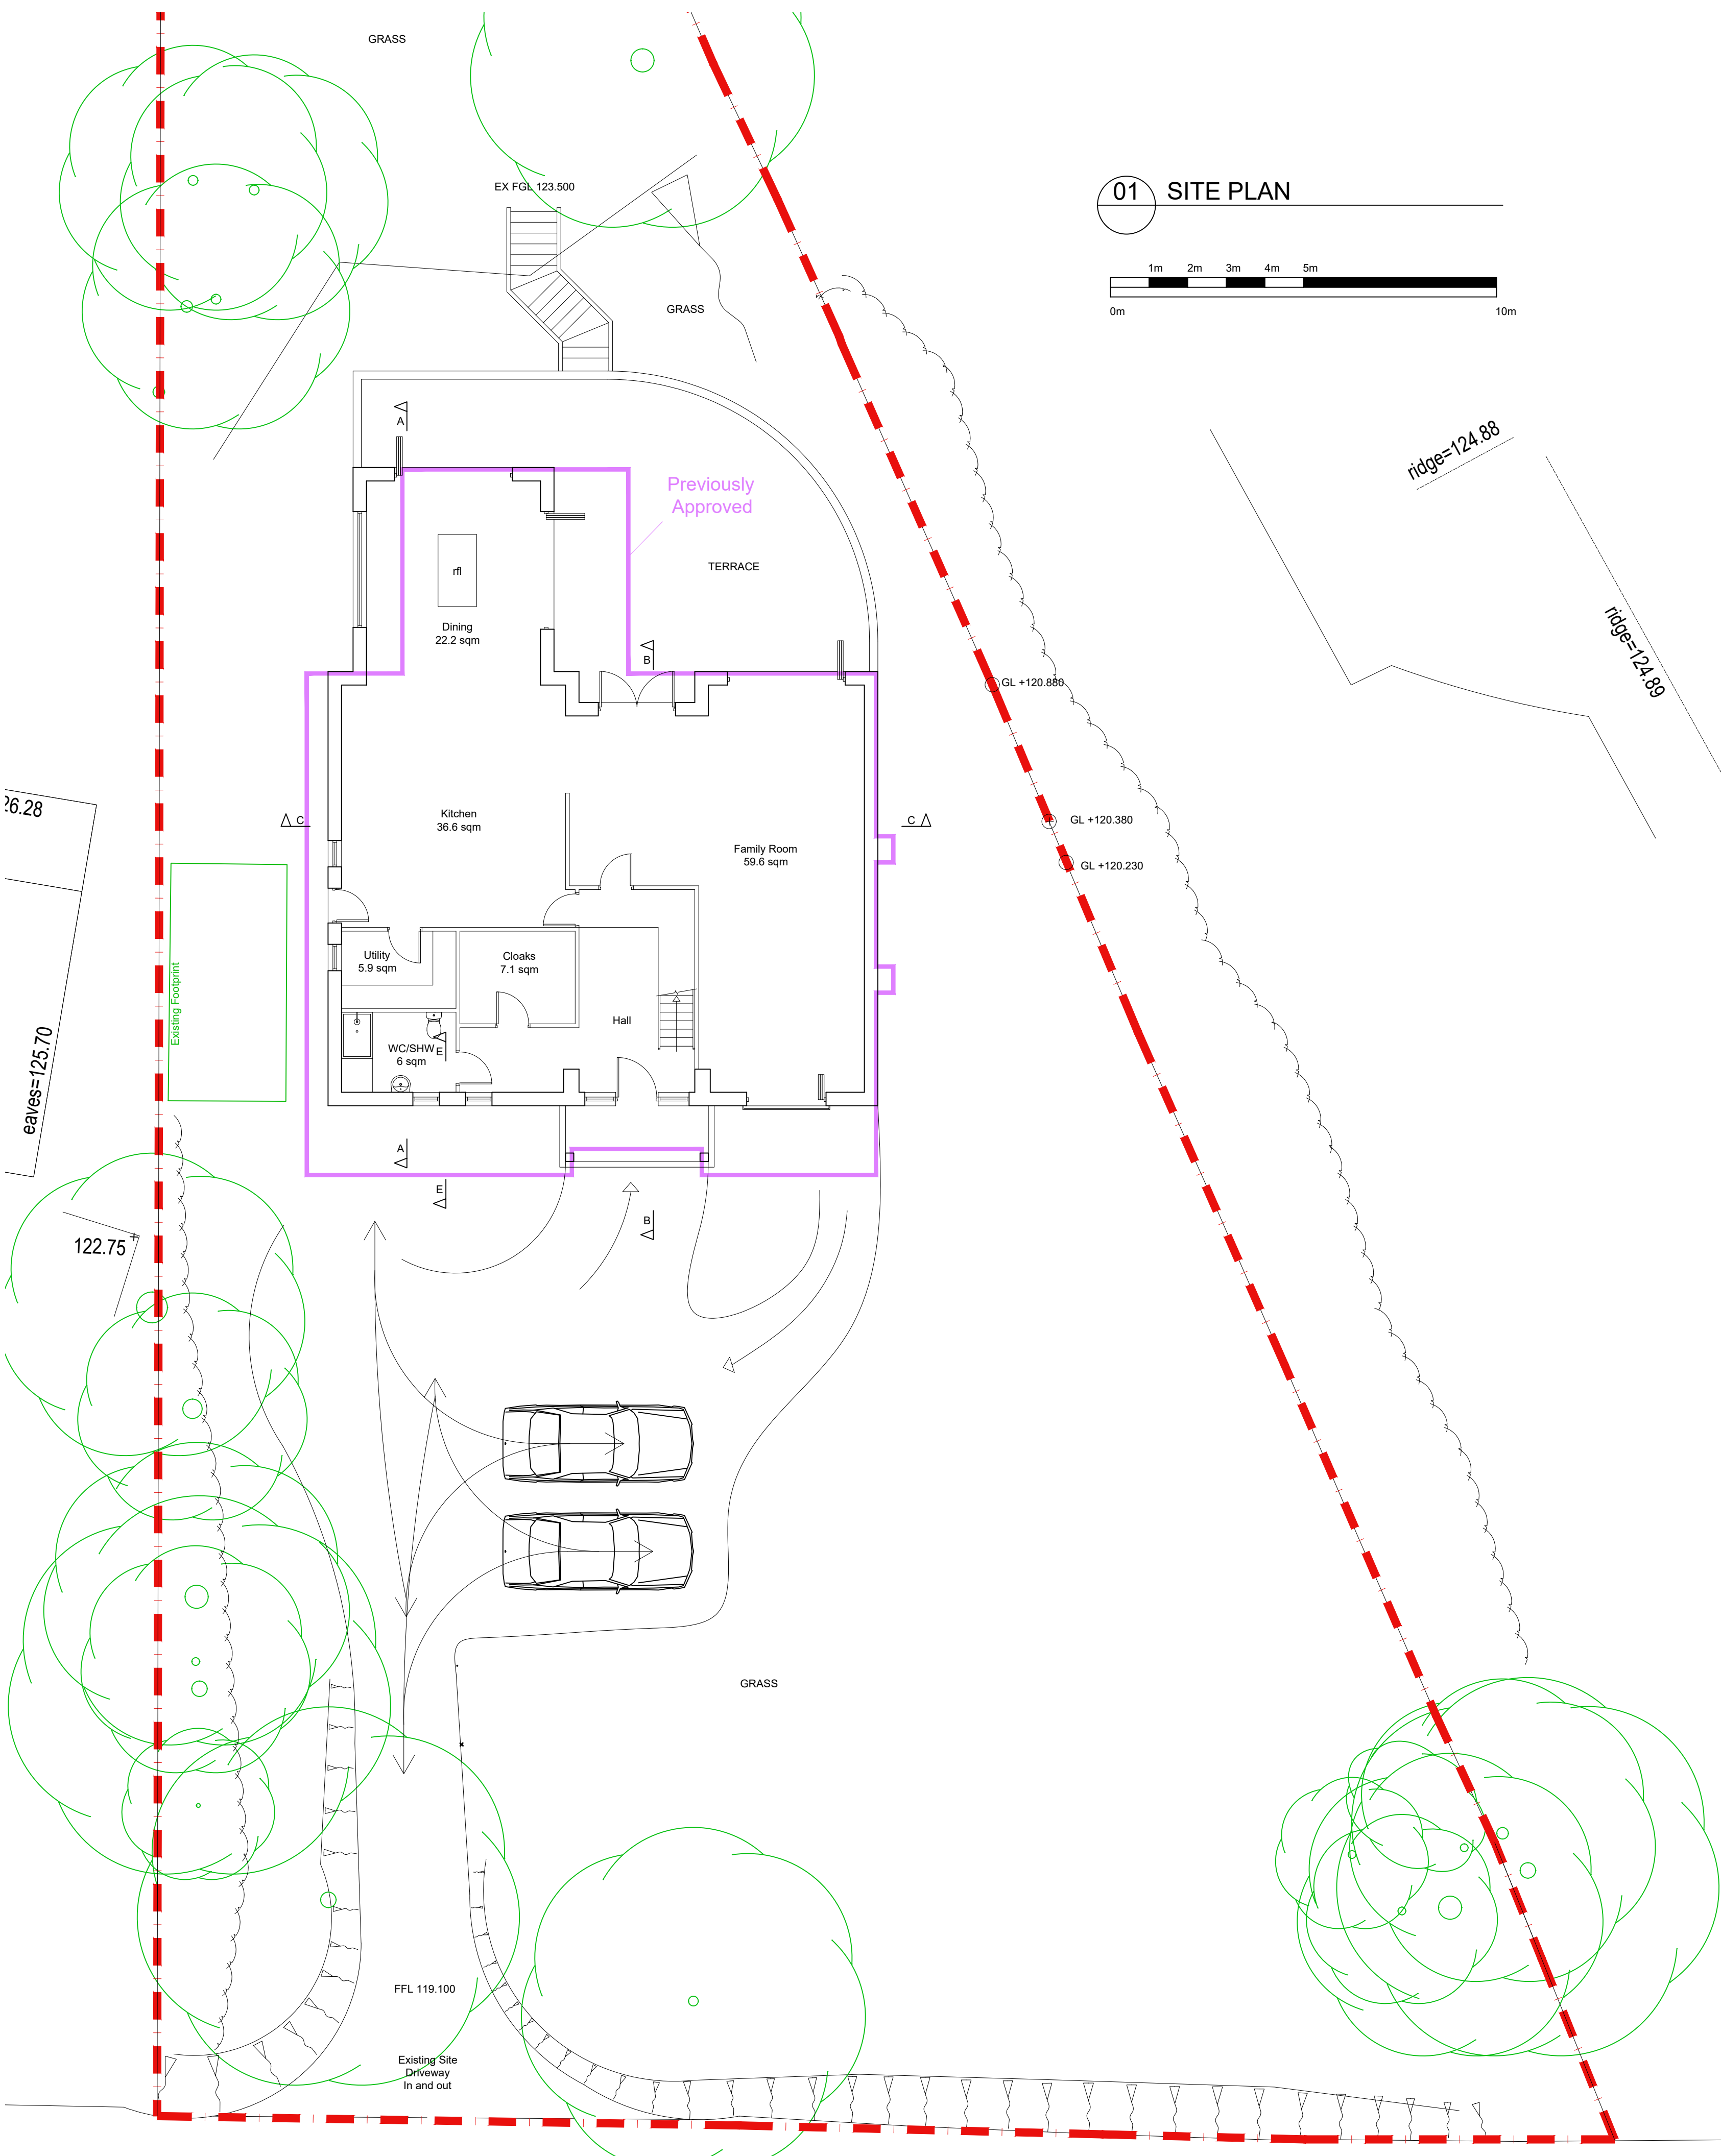 GRASS
EX FGL 123.500
01 SITE PLAN
1m 2m 3m 4m 5m
0m 10m
GRASS
A
ridge=124.88
Previously
Approved
TERRACE
rfl
Dining
22.2 sqm
B
ridge=124.89
GL +120.880
26.28
C
Kitchen
36.6 sqm
C
GL +120.380
Family Room
59.6 sqm
GL +120.230
Utility
5.9 sqm
Cloaks
7.1 sqm
Existing Footprint
Hall
eaves=125.70
WC/SHW
6 sqm
E
A
E
B
122.75
GRASS
FFL 119.100
Existing Site
Driveway
In and out